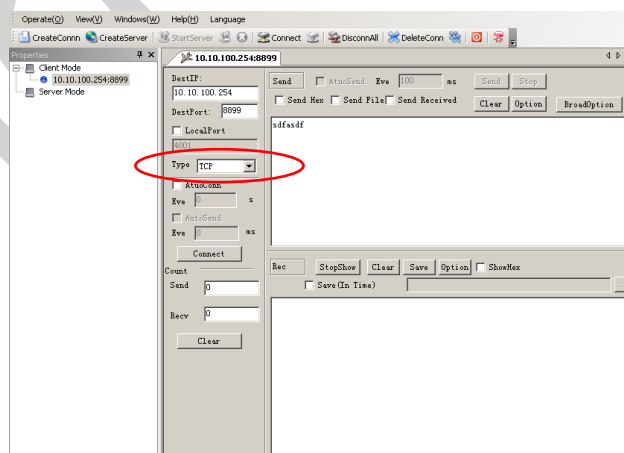 Operate(O) View(V) Windows(W) Help(H) Language
CreateConnn CreateServer StartServer Connect DisconnAll DeleteConn
Properties
10.10.100.254:8899
Client Mode
10.10.100.254:8899
Server Mode
DestIP:
10.10.100.254
DestPort: 8899
LocalPort
4001
Type TCP
AtuoConn
Eve 0 s
AutoSend
Eve 0 ms
Connect
Count
Send 0
Recv 0
Clear
Send AtuoSend Eve 100 ms Send Stop
Send Hex Send File Send Received Clear Option BroadOption
sdfasdf
Rec StopShow Clear Save Option ShowHex
Save(In Time) ...